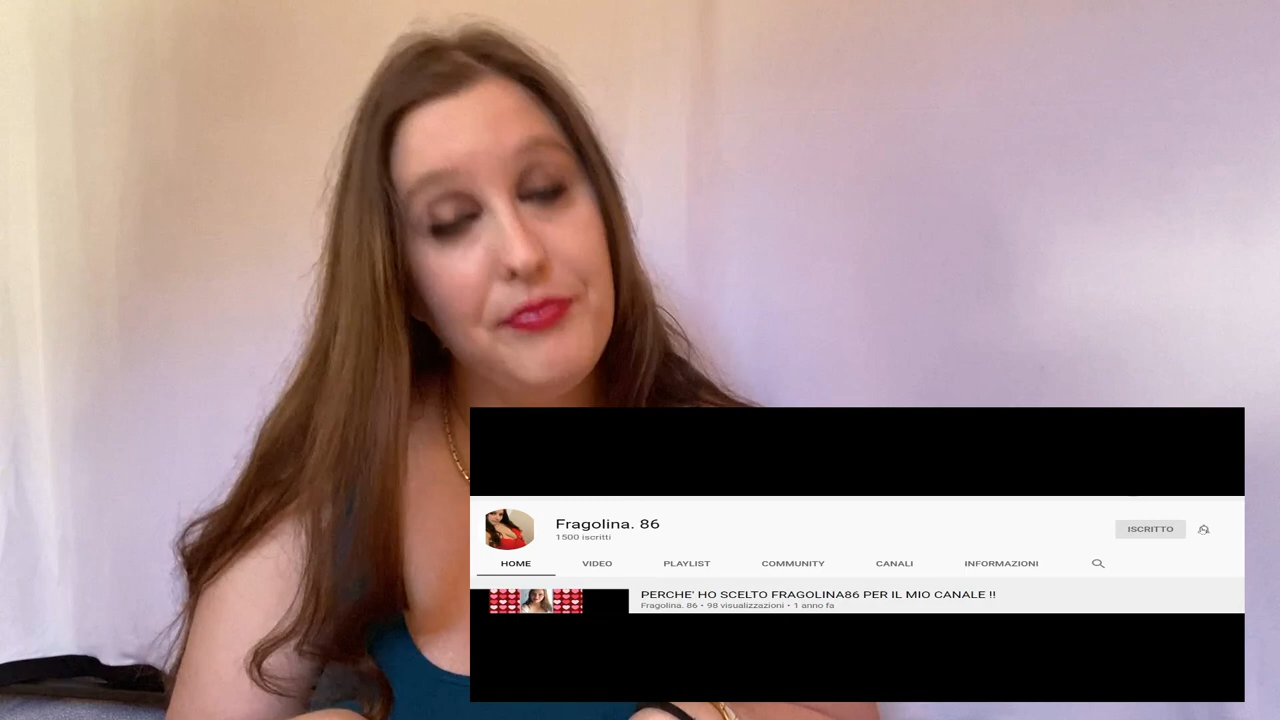 Fragolina. 86
1500 iscritti
ISCRITTO
HOME VIDEO PLAYLIST COMMUNITY CANALI INFORMAZIONI
PERCHE' HO SCELTO FRAGOLINA86 PER IL MIO CANALE !!
Fragolina. 86 • 98 visualizzazioni • 1 anno fa